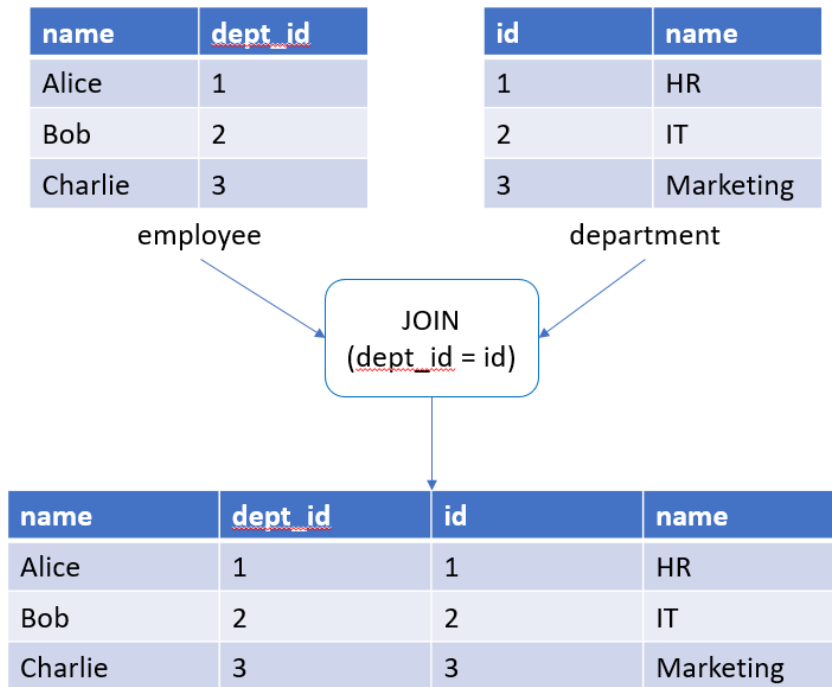 name dept_id
Alice 1
Bob 2
Charlie 3
employee
id name
1 HR
2 IT
3 Marketing
department
JOIN
(dept_id = id)
name dept_id id name
Alice 1 1 HR
Bob 2 2 IT
Charlie 3 3 Marketing